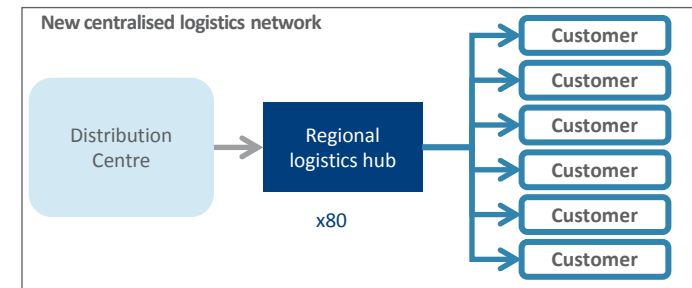 New centralised logistics network
Distribution
Centre
Regional
logistics hub
x80
Customer
Customer
Customer
Customer
Customer
Customer